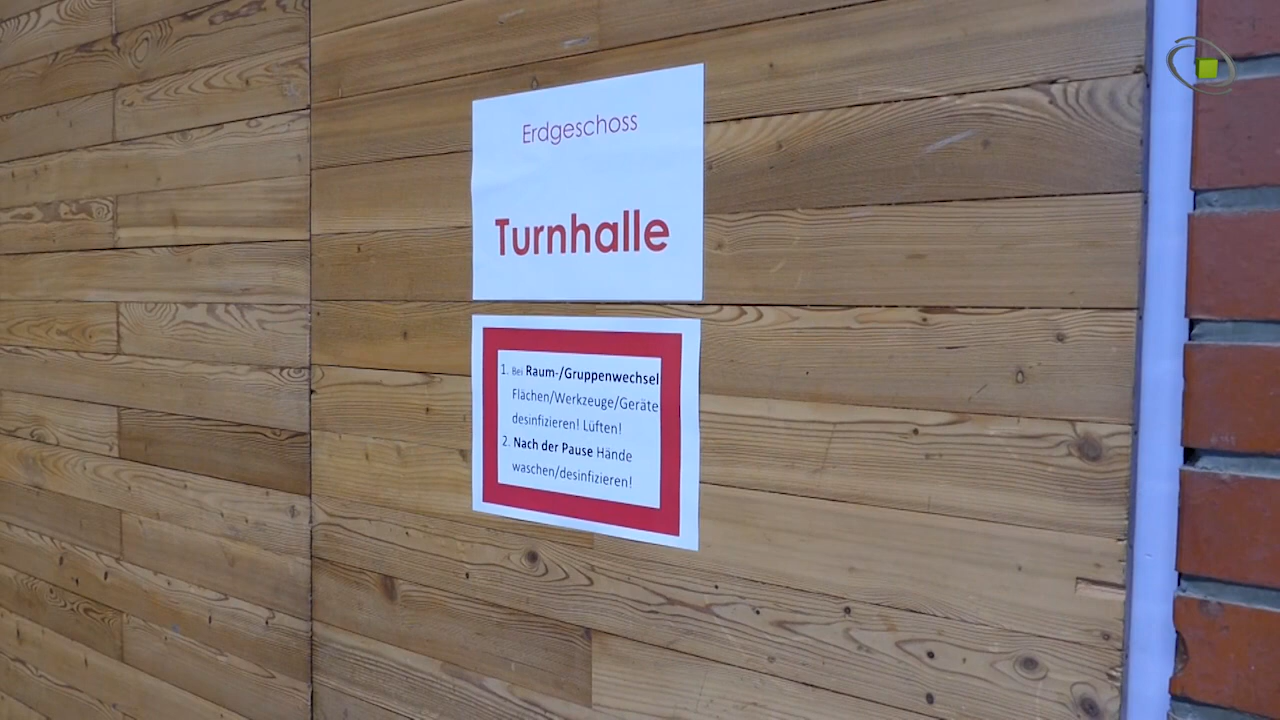 Erdgeschoss
Turnhalle
1. Bei Raum-/Gruppenwechsel
Flächen/Werkzeuge/Geräte
desinfizieren! Lüften!
2. Nach der Pause Hände
waschen/desinfizieren!